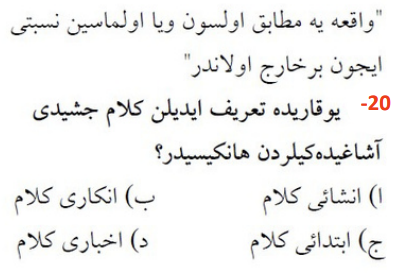 "واقعه یه مطابق اولسون ویا اولماسین نسبتی
ایجون برخارج اولاندر"
20- یوقاریده تعریف ایدیلن کلام جشیدی
آشاغیده‌کیلردن هانکیسیدر؟
ا) انشائی کلام ب) انکاری کلام
ج) ابتدائی کلام د) اخباری کلام